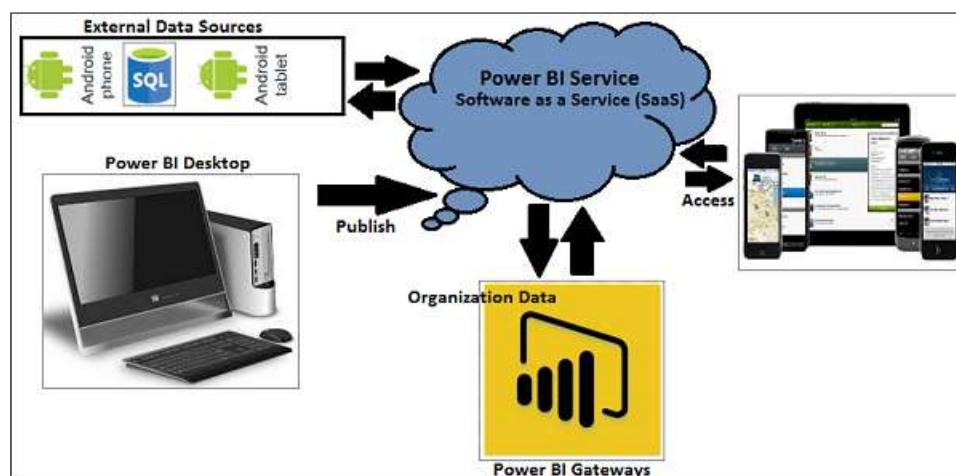 External Data Sources
Android
phone
SQL
Android
tablet
Power BI Service
Software as a Service (SaaS)
Power BI Desktop
Publish
Access
Organization Data
Power BI Gateways